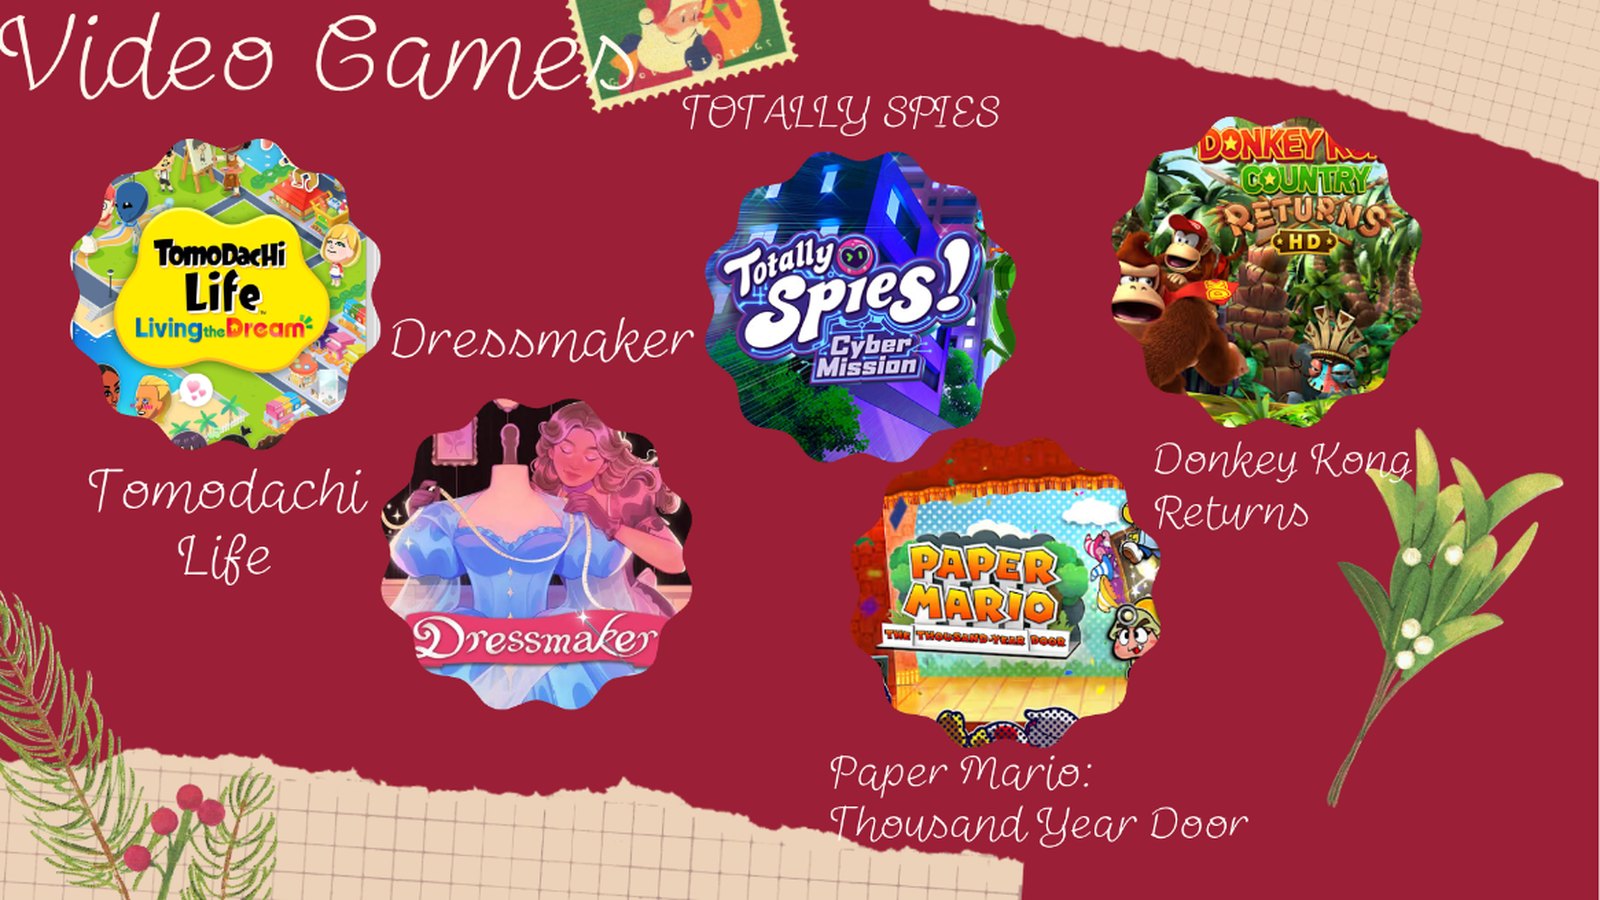 Video Games
TOTALLY SPIES
DONKEY KONG
COUNTRY
RETURNS
HD
TomoDachi
Life
Living the Dream
Totally
Spies!
Cyber
Mission
Dressmaker
Tomodachi
Life
Donkey Kong
Returns
Dressmaker
PAPER
MARIO
THE THOUSAND-YEAR DOOR
Paper Mario:
Thousand Year Door